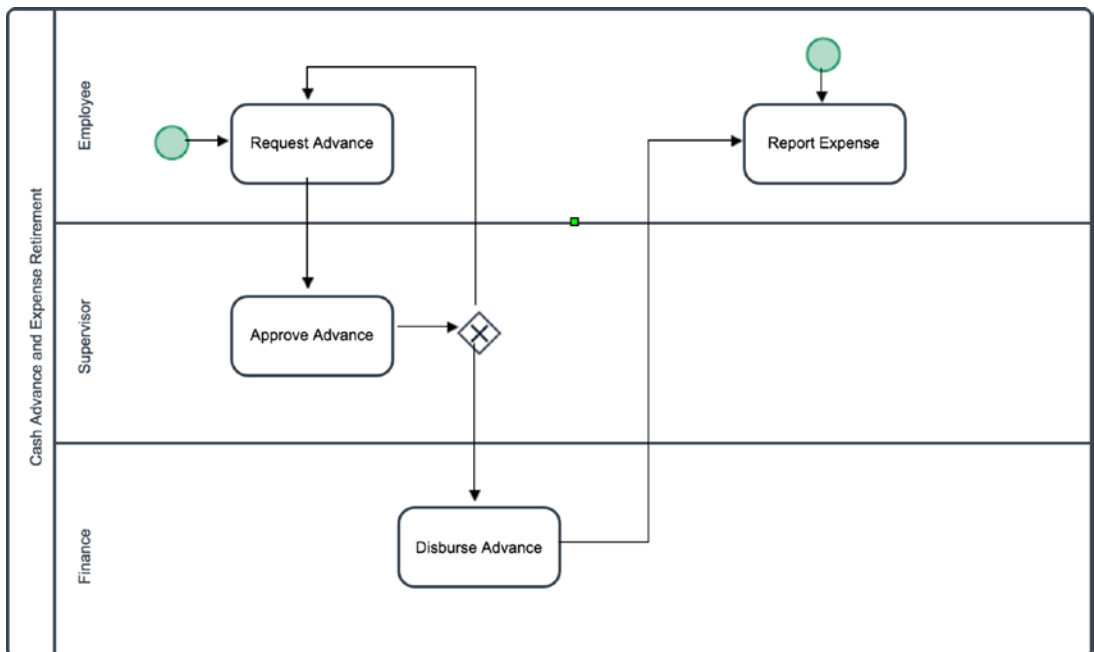 Cash Advance and Expense Retirement
Employee
Request Advance
Report Expense
Supervisor
Approve Advance
Finance
Disburse Advance